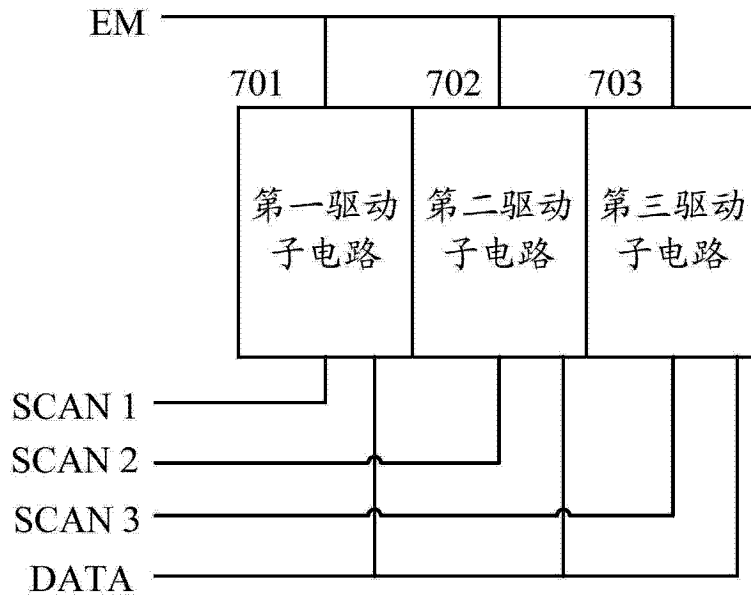 EM
701 702 703
第一驱动
子电路
第二驱动
子电路
第三驱动
子电路
SCAN 1
SCAN 2
SCAN 3
DATA